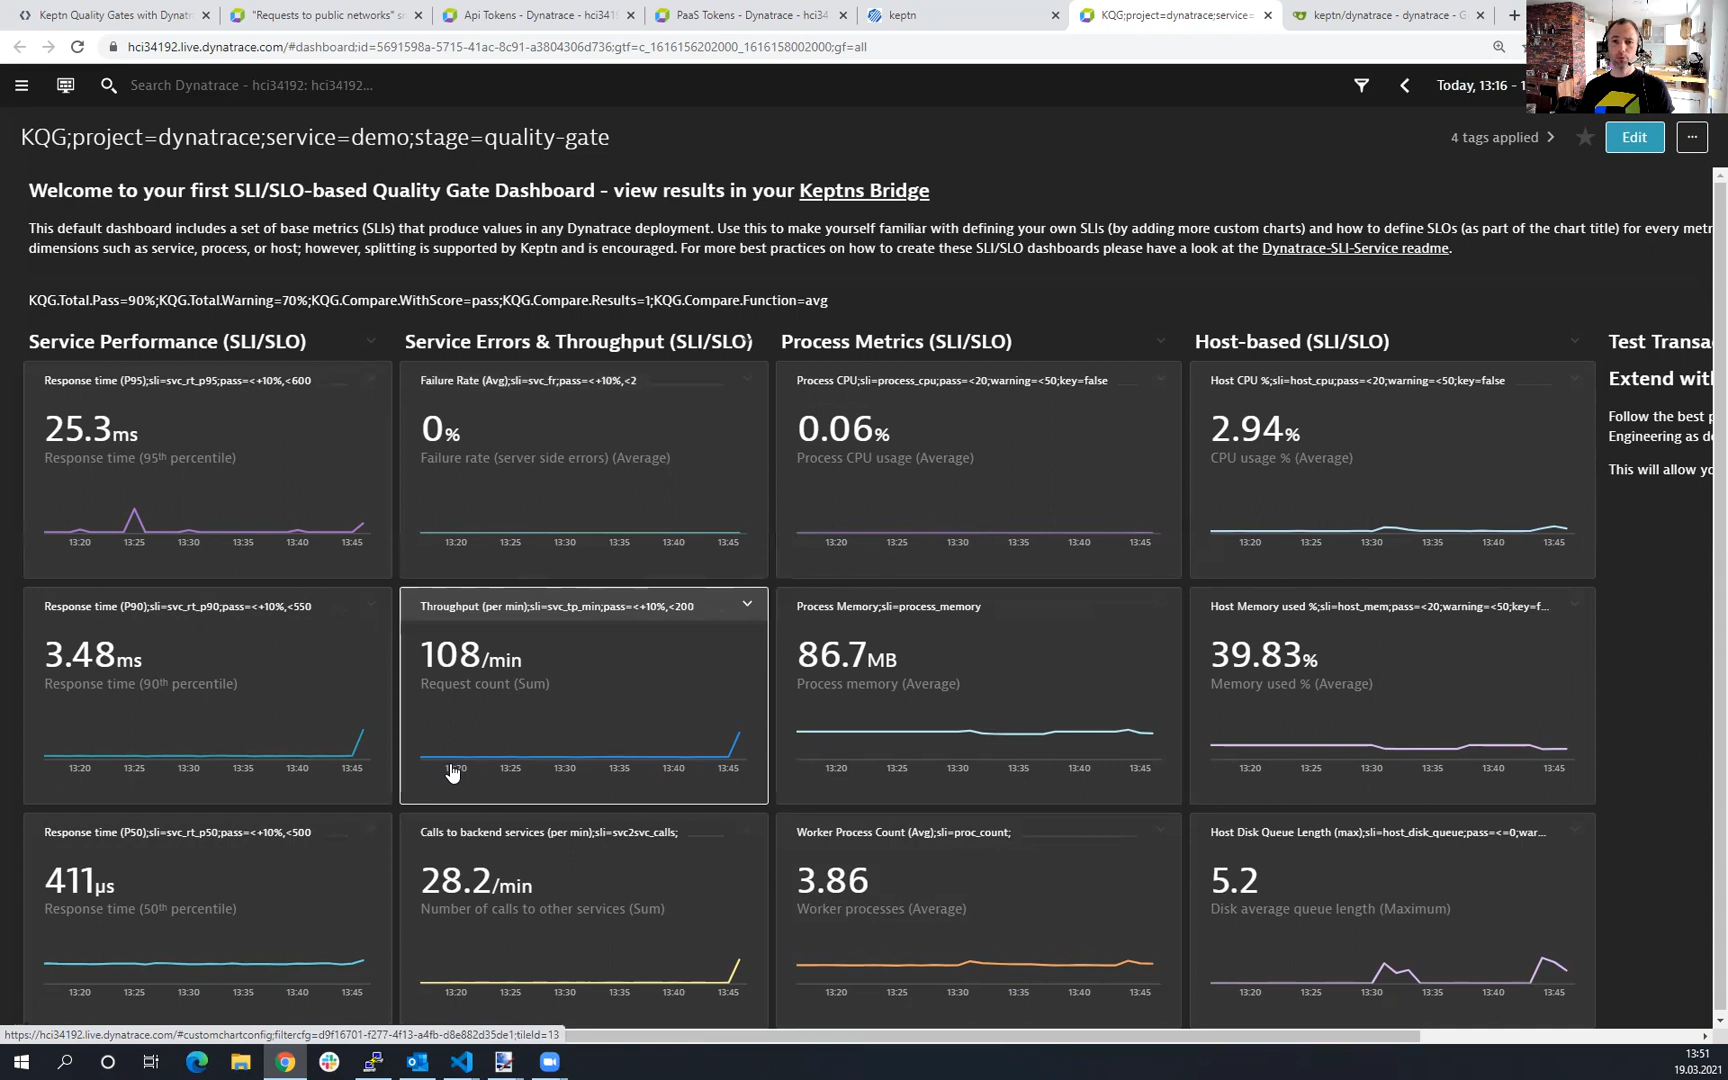 Keptn Quality Gates with Dynatr
"Requests to public networks" sr
Api Tokens - Dynatrace - hci341
PaaS Tokens - Dynatrace - hci34
keptn
KQG;project=dynatrace;service=
keptn/dynatrace - dynatrace - G
hci34192.live.dynatrace.com/#dashboard;id=5691598a-5715-41ac-8c91-a3804306d736;gtf=c_1616156202000_1616158002000;gf=all
Search Dynatrace - hci34192: hci34192...
Today, 13:16 - 1
KQG;project=dynatrace;service=demo;stage=quality-gate
4 tags applied
Edit
...
Welcome to your first SLI/SLO-based Quality Gate Dashboard - view results in your Keptns Bridge
This default dashboard includes a set of base metrics (SLIs) that produce values in any Dynatrace deployment. Use this to make yourself familiar with defining your own SLIs (by adding more custom charts) and how to define SLOs (as part of the chart title) for every metr
dimensions such as service, process, or host; however, splitting is supported by Keptn and is encouraged. For more best practices on how to create these SLI/SLO dashboards please have a look at the Dynatrace-SLI-Service readme.
KQG.Total.Pass=90%;KQG.Total.Warning=70%;KQG.Compare.WithScore=pass;KQG.Compare.Results=1;KQG.Compare.Function=avg
Service Performance (SLI/SLO)
Service Errors & Throughput (SLI/SLO)
Process Metrics (SLI/SLO)
Host-based (SLI/SLO)
Test Transa
Response time (P95);sli=svc_rt_p95;pass=<+10%,<600
25.3ms
Response time (95th percentile)
13:20 13:25 13:30 13:35 13:40 13:45
Failure Rate (Avg);sli=svc_fr;pass=<+10%,<2
0%
Failure rate (server side errors) (Average)
13:20 13:25 13:30 13:35 13:40 13:45
Process CPU;sli=process_cpu;pass=<20;warning=<50;key=false
0.06%
Process CPU usage (Average)
13:20 13:25 13:30 13:35 13:40 13:45
Host CPU %;sli=host_cpu;pass=<20;warning=<50;key=false
2.94%
CPU usage % (Average)
13:20 13:25 13:30 13:35 13:40 13:45
Extend witl
Follow the best p
Engineering as d
This will allow yo
Response time (P90);sli=svc_rt_p90;pass=<+10%,<550
3.48ms
Response time (90th percentile)
13:20 13:25 13:30 13:35 13:40 13:45
Throughput (per min);sli=svc_tp_min;pass=<+10%,<200
108/min
Request count (Sum)
13:25 13:30 13:35 13:40 13:45
Process Memory;sli=process_memory
86.7MB
Process memory (Average)
13:20 13:25 13:30 13:35 13:40 13:45
Host Memory used %;sli=host_mem;pass=<20;warning=<50;key=f...
39.83%
Memory used % (Average)
13:20 13:25 13:30 13:35 13:40 13:45
Response time (P50);sli=svc_rt_p50;pass=<+10%,<500
411µs
Response time (50th percentile)
13:20 13:25 13:30 13:35 13:40 13:45
Calls to backend services (per min);sli=svc2svc_calls;
28.2/min
Number of calls to other services (Sum)
13:20 13:25 13:30 13:35 13:40 13:45
Worker Process Count (Avg);sli=proc_count;
3.86
Worker processes (Average)
13:20 13:25 13:30 13:35 13:40 13:45
Host Disk Queue Length (max);sli=host_disk_queue;pass=<=0;war...
5.2
Disk average queue length (Maximum)
13:20 13:25 13:30 13:35 13:40 13:45
https://hci34192.live.dynatrace.com/#customchartconfig;filtercfg=d9f16701-f277-4f13-a4fb-d8e882d35de1;tileId=13
13:51
19.03.2021